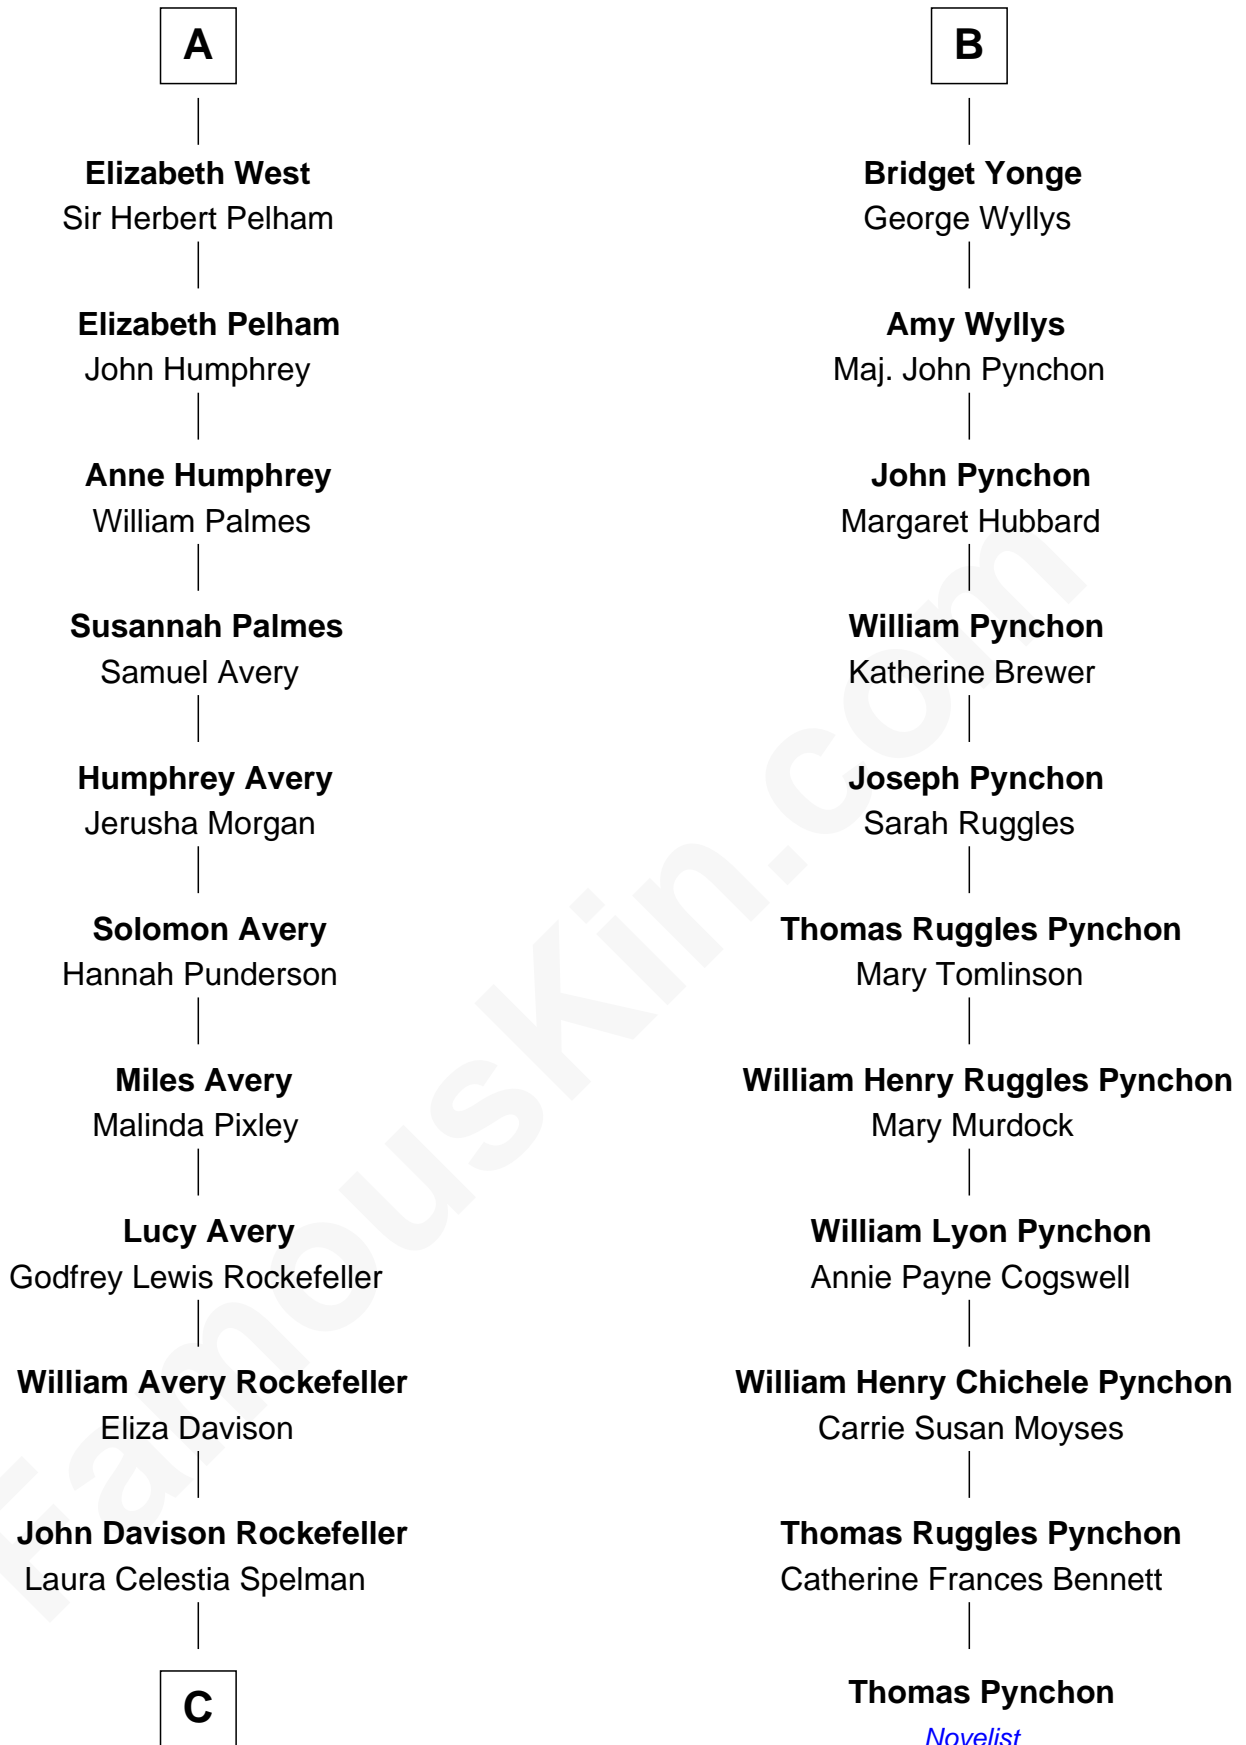 A
Elizabeth West
Sir Herbert Pelham
Elizabeth Pelham
John Humphrey
Anne Humphrey
William Palmes
Susannah Palmes
Samuel Avery
Humphrey Avery
Jerusha Morgan
Solomon Avery
Hannah Punderson
Miles Avery
Malinda Pixley
Lucy Avery
Godfrey Lewis Rockefeller
William Avery Rockefeller
Eliza Davison
John Davison Rockefeller
Laura Celestia Spelman
C
B
Bridget Yonge
George Wyllys
Amy Wyllys
Maj. John Pynchon
John Pynchon
Margaret Hubbard
William Pynchon
Katherine Brewer
Joseph Pynchon
Sarah Ruggles
Thomas Ruggles Pynchon
Mary Tomlinson
William Henry Ruggles Pynchon
Mary Murdock
William Lyon Pynchon
Annie Payne Cogswell
William Henry Chichele Pynchon
Carrie Susan Moyses
Thomas Ruggles Pynchon
Catherine Frances Bennett
Thomas Pynchon
Novelist
FamousKin.com